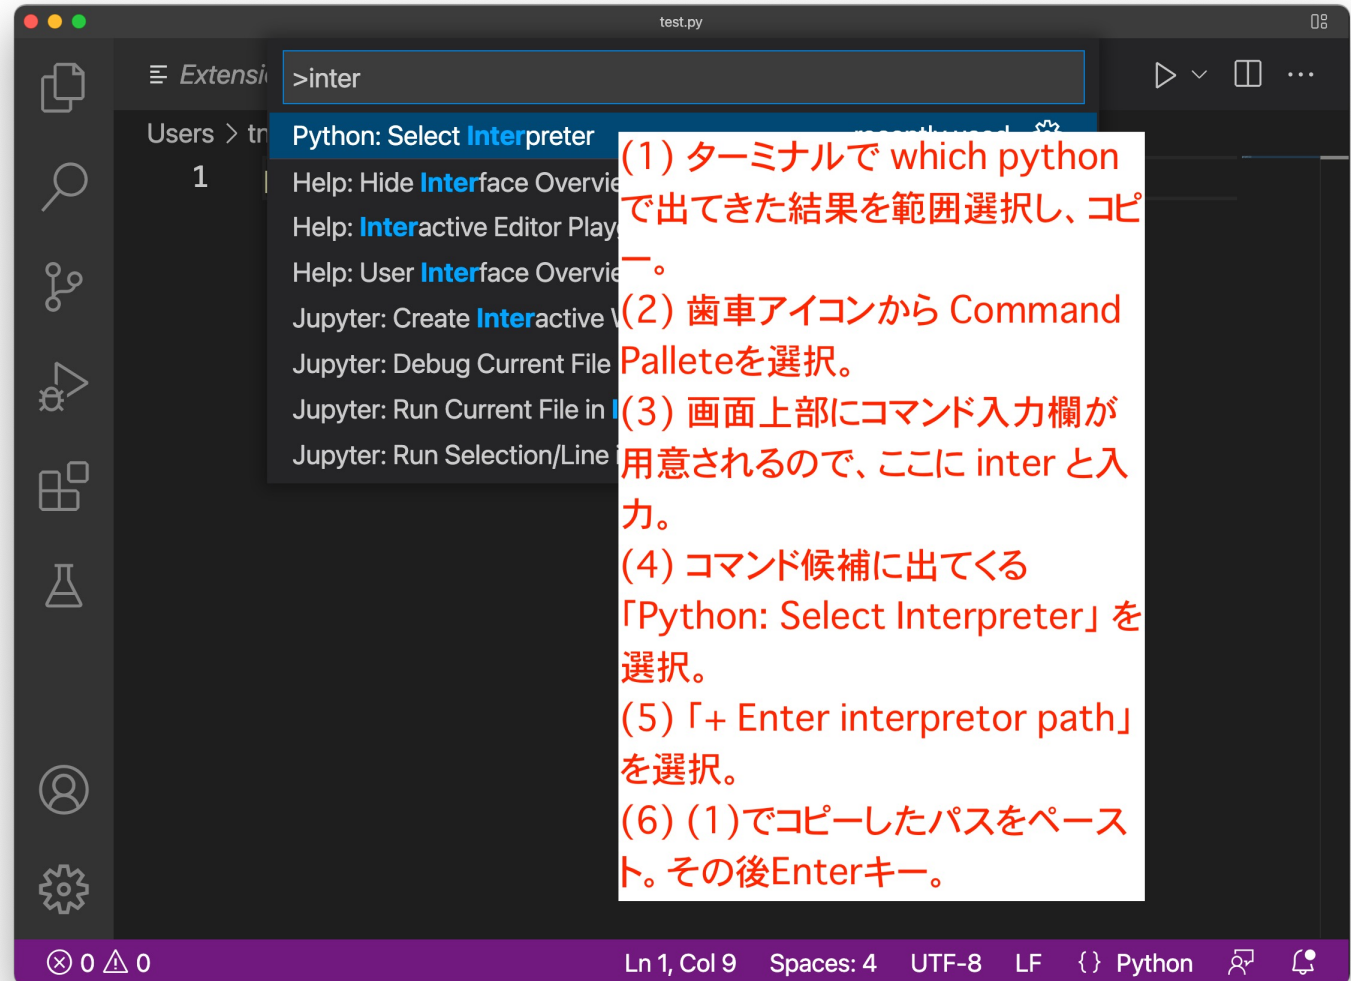 test.py
Extensi
>inter
Users > tr
Python: Select Interpreter
1
Help: Hide Interface Overvie
Help: Interactive Editor Play
Help: User Interface Overvie
Jupyter: Create Interactive
Jupyter: Debug Current File
Jupyter: Run Current File in
Jupyter: Run Selection/Line
(1) ターミナルで which python
で出てきた結果を範囲選択し、コピ
ー。
(2) 歯車アイコンから Command
Palleteを選択。
(3) 画面上部にコマンド入力欄が
用意されるので、ここに inter と入
力。
(4) コマンド候補に出てくる
「Python: Select Interpreter」を
選択。
(5)「+ Enter interpretor path」
を選択。
(6) (1)でコピーしたパスをペース
ト。その後Enterキー。
0 0
Ln 1, Col 9 Spaces: 4 UTF-8 LF {} Python